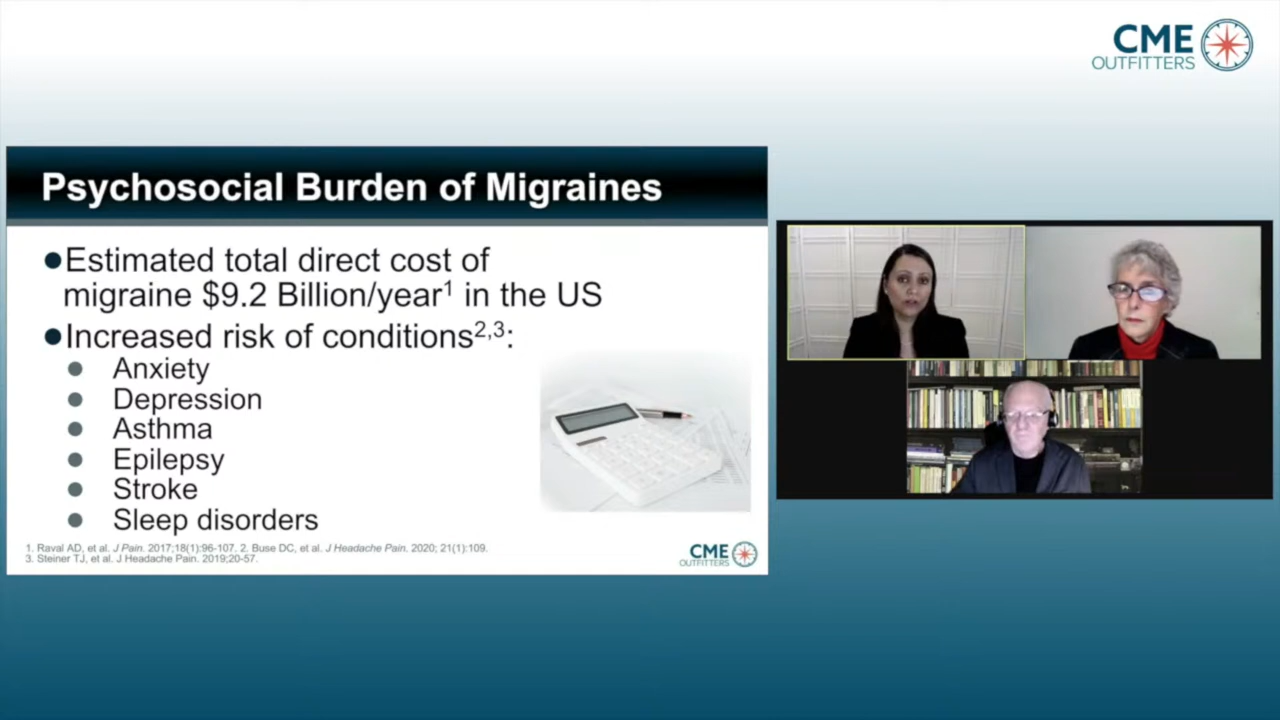 CME
OUTFITTERS
Psychosocial Burden of Migraines
●Estimated total direct cost of
migraine $9.2 Billion/year1 in the US
●Increased risk of conditions2,3:
● Anxiety
● Depression
● Asthma
● Epilepsy
● Stroke
● Sleep disorders
1. Raval AD, et al. J Pain. 2017;18(1):96-107. 2. Buse DC, et al. J Headache Pain. 2020; 21(1):109.
3. Steiner TJ, et al. J Headache Pain. 2019;20-57.
CME
OUTFITTERS